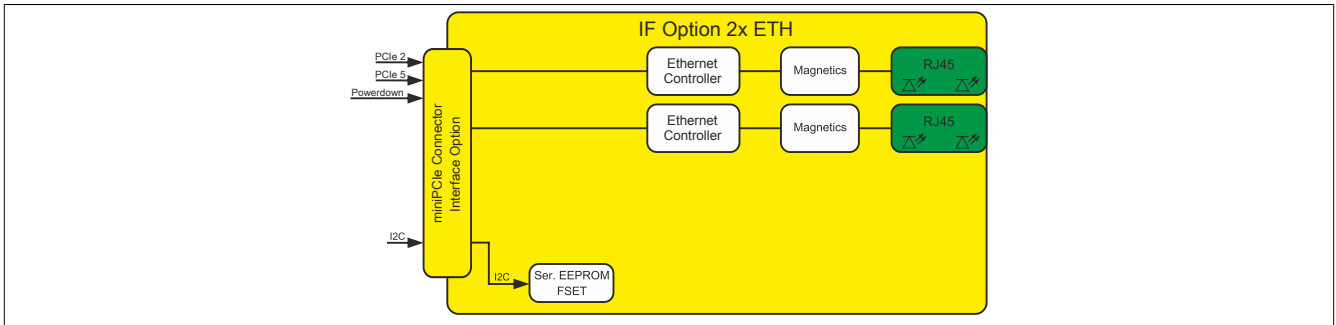 IF Option 2x ETH
PCIe 2
PCIe 5
Powerdown
miniPCIe Connector
Interface Option
Ethernet
Controller
Magnetics
RJ45
Ethernet
Controller
Magnetics
RJ45
I2C
I2C
Ser. EEPROM
FSET